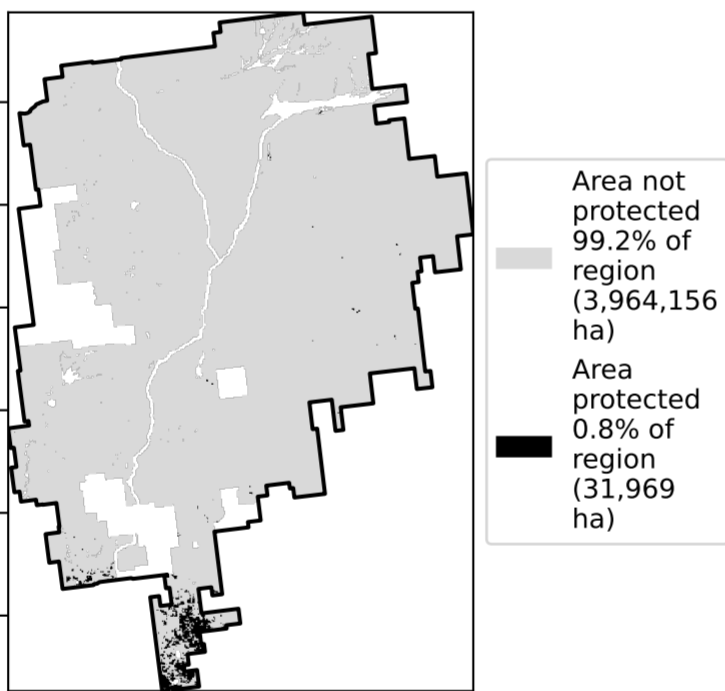 Area not
protected
99.2% of
region
(3,964,156
ha)
Area
protected
0.8% of
region
(31,969
ha)